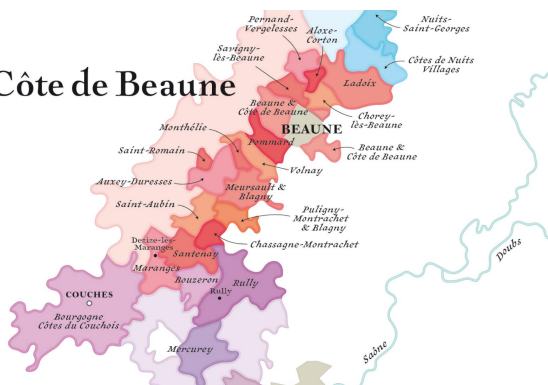 Pernand-
Vergelesses
Aloxe-
Corton
Nuits-
Saint-Georges
Savigny-
lès-Beaune
Côtes de Nuits
Villages
Côte de Beaune
Ladoix
Beaune &
Côte de Beaune
Chorey-
lès-Beaune
Monthélie
BEAUNE
Pommard
Beaune &
Côte de Beaune
Saint-Romain
Volnay
Auxey-Duresses
Meursault &
Blagny
Saint-Aubin
Puligny-
Montrachet
& Blagny
Dezize-lès-
Maranges
Chassagne-Montrachet
Santenay
Maranges
Bouzeron
Rully
Rully
COUCHES
Bourgogne
Côtes du Couchois
Mercurey
Doubs
Saône